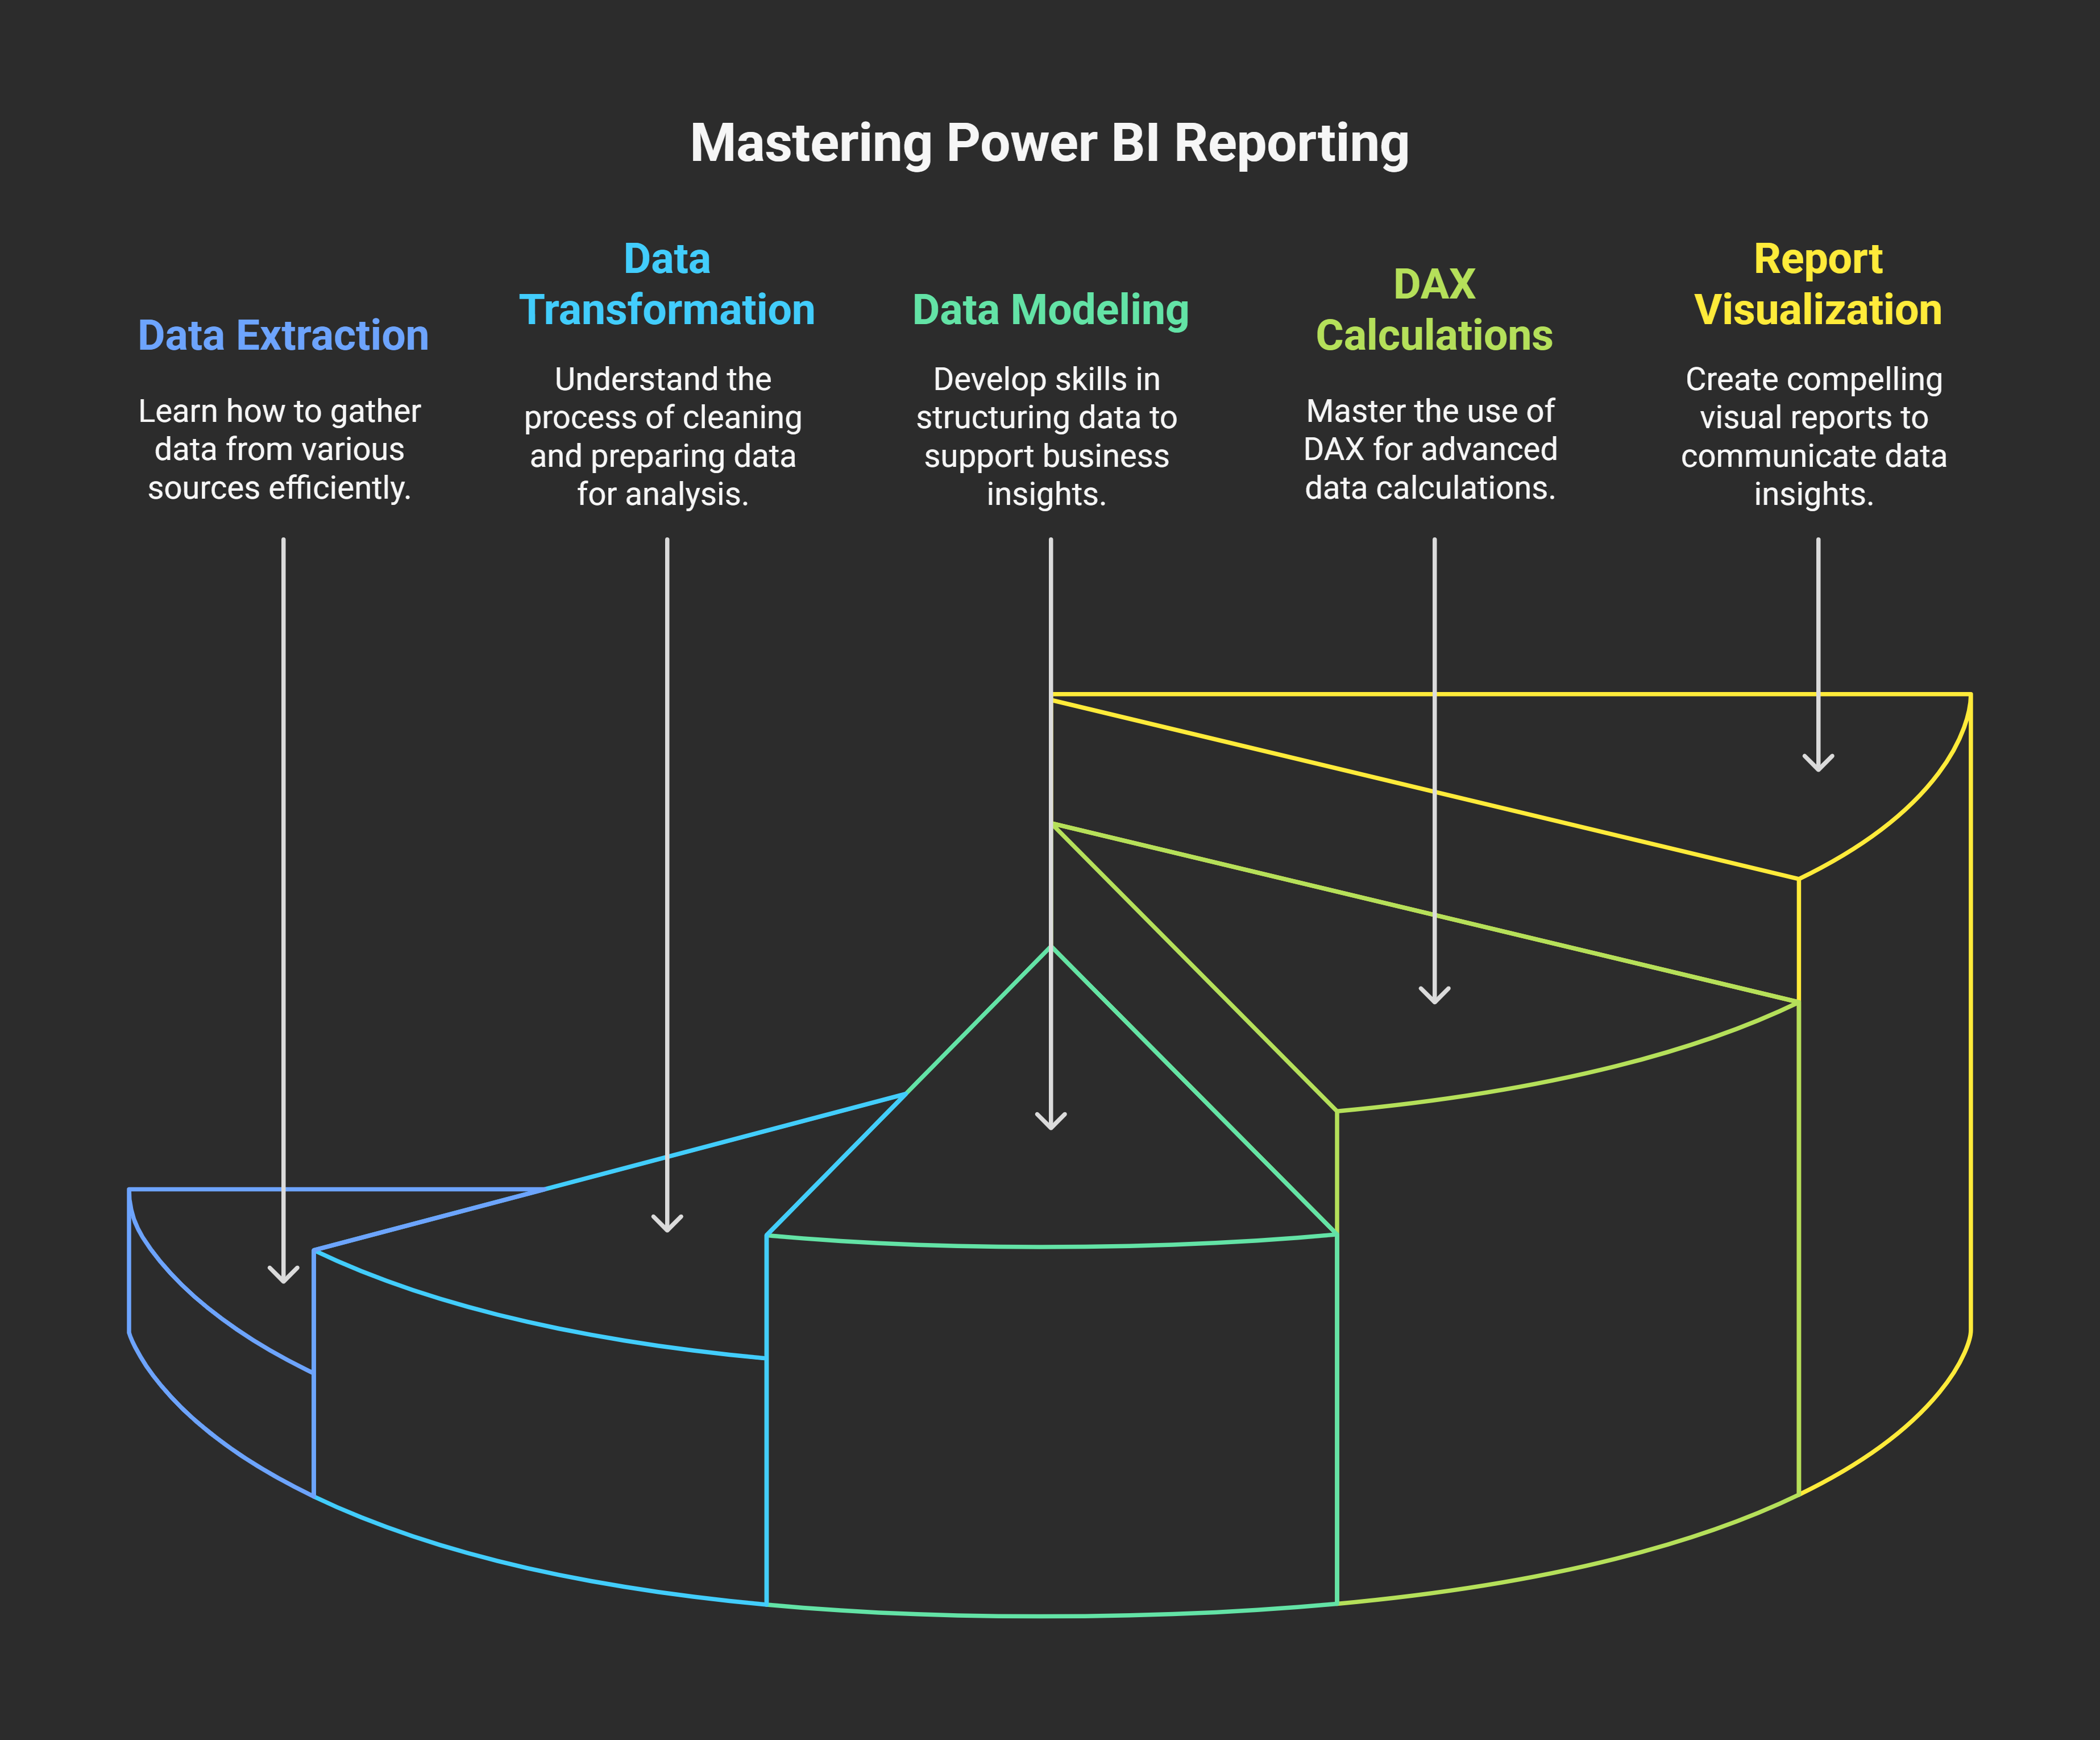 Mastering Power BI Reporting
Data Extraction
Learn how to gather
data from various
sources efficiently.
Data
Transformation
Understand the
process of cleaning
and preparing data
for analysis.
Data Modeling
Develop skills in
structuring data to
support business
insights.
DAX
Calculations
Master the use of
DAX for advanced
data calculations.
Report
Visualization
Create compelling
visual reports to
communicate data
insights.